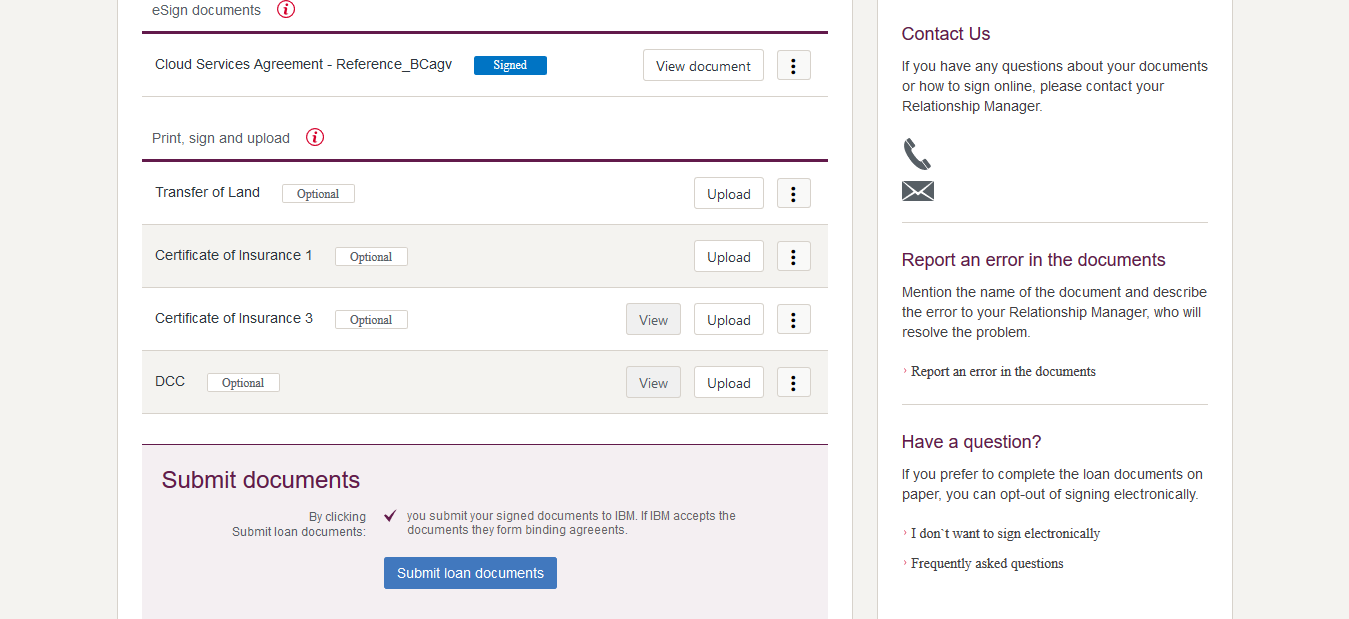 eSign documents
Cloud Services Agreement - Reference_BCagv Signed View document
Print, sign and upload
Transfer of Land Optional Upload
Certificate of Insurance 1 Optional Upload
Certificate of Insurance 3 Optional View Upload
DCC Optional View Upload
Submit documents
By clicking
Submit loan documents:
you submit your signed documents to IBM. If IBM accepts the
documents they form binding agreeents.
Submit loan documents
Contact Us
If you have any questions about your documents
or how to sign online, please contact your
Relationship Manager.
Report an error in the documents
Mention the name of the document and describe
the error to your Relationship Manager, who will
resolve the problem.
Report an error in the documents
Have a question?
If you prefer to complete the loan documents on
paper, you can opt-out of signing electronically.
I don`t want to sign electronically
Frequently asked questions